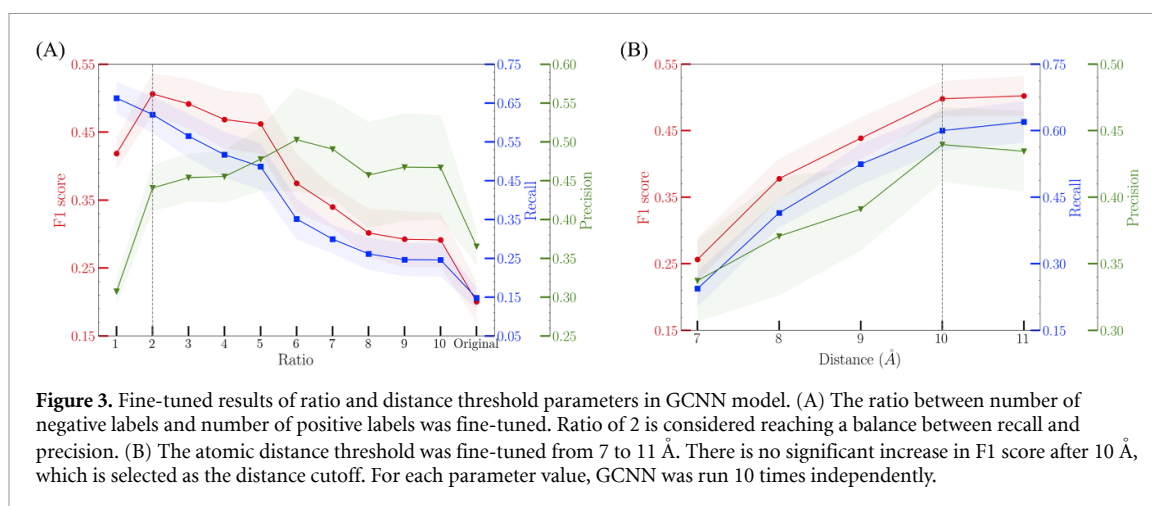 (A)
(B)
0.55
0.45
0.35
0.25
0.15
F1 score
0.75
0.65
0.55
0.45
0.35
0.25
0.15
0.05
Recall
0.60
0.55
0.50
0.45
0.40
0.35
0.30
0.25
Precision
1 2 3 4 5 6 7 8 9 10 Original
Ratio
0.55
0.45
0.35
0.25
0.15
F1 score
0.75
0.60
0.45
0.30
0.15
Recall
0.50
0.45
0.40
0.35
0.30
Precision
7 8 9 10 11
Distance (Å)
Figure 3. Fine-tuned results of ratio and distance threshold parameters in GCNN model. (A) The ratio between number of
negative labels and number of positive labels was fine-tuned. Ratio of 2 is considered reaching a balance between recall and
precision. (B) The atomic distance threshold was fine-tuned from 7 to 11 Å. There is no significant increase in F1 score after 10 Å,
which is selected as the distance cutoff. For each parameter value, GCNN was run 10 times independently.